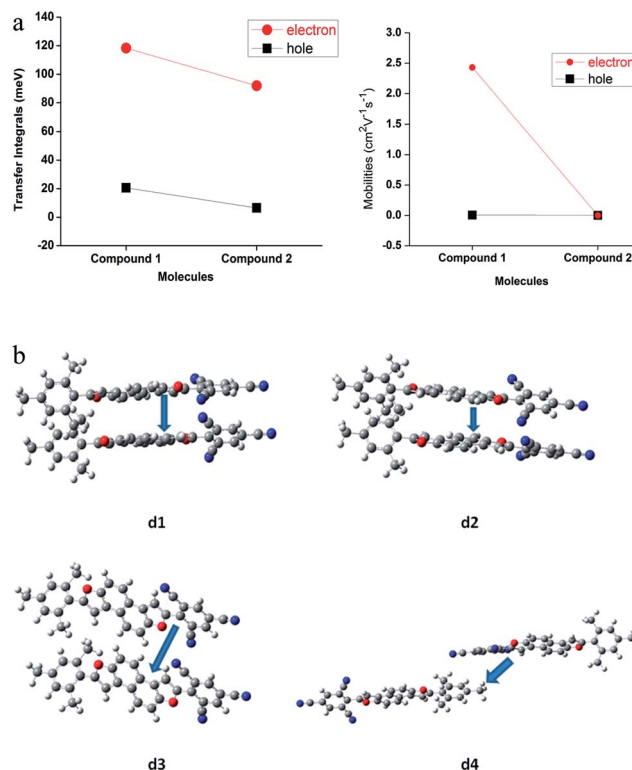 a
Transfer Integrals (meV)
140
120
100
80
60
40
20
0
-20
electron
hole
Compound 1
Compound 2
Molecules
Mobilities (cm²V⁻¹s⁻¹)
3.0
2.5
2.0
1.5
1.0
0.5
0.0
-0.5
electron
hole
Compound 1
Compound 2
Molecules
b
d1
d2
d3
d4